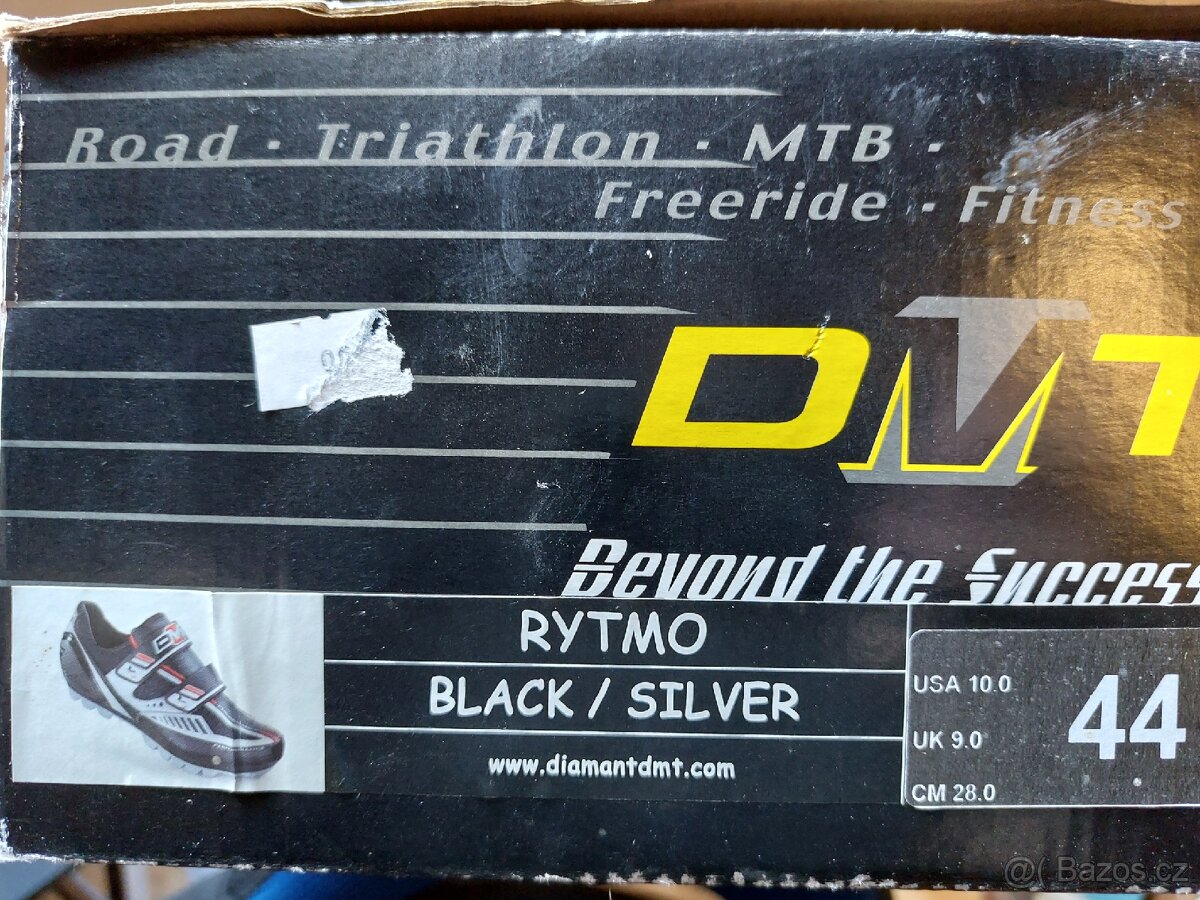 Road - Triathlon - MTB -
Freeride - Fitness
DMT
Beyond the Success
RYTMO
BLACK / SILVER
www.diamantdmt.com
USA 10.0
UK 9.0
CM 28.0
44
DMT
@( Bazos.cz